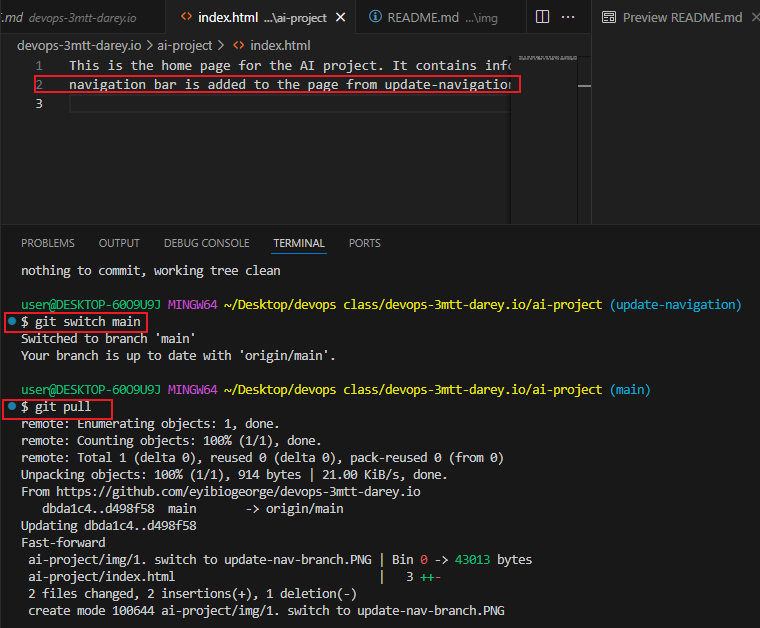 .md devops-3mtt-darey.io index.html ...\ai-project README.md ...\img Preview README.md
devops-3mtt-darey.io > ai-project > index.html
1 This is the home page for the AI project. It contains info
2 navigation bar is added to the page from update-navigation
3
PROBLEMS OUTPUT DEBUG CONSOLE TERMINAL PORTS
nothing to commit, working tree clean
user@DESKTOP-60O9U9J MINGW64 ~/Desktop/devops class/devops-3mtt-darey.io/ai-project (update-navigation)
$ git switch main
Switched to branch 'main'
Your branch is up to date with 'origin/main'.
user@DESKTOP-60O9U9J MINGW64 ~/Desktop/devops class/devops-3mtt-darey.io/ai-project (main)
$ git pull
remote: Enumerating objects: 1, done.
remote: Counting objects: 100% (1/1), done.
remote: Total 1 (delta 0), reused 0 (delta 0), pack-reused 0 (from 0)
Unpacking objects: 100% (1/1), 914 bytes | 21.00 KiB/s, done.
From https://github.com/eyibiogeorge/devops-3mtt-darey.io
dbda1c4..d498f58 main -> origin/main
Updating dbda1c4..d498f58
Fast-forward
ai-project/img/1. switch to update-nav-branch.PNG | Bin 0 -> 43013 bytes
ai-project/index.html | 3 ++-
2 files changed, 2 insertions(+), 1 deletion(-)
create mode 100644 ai-project/img/1. switch to update-nav-branch.PNG